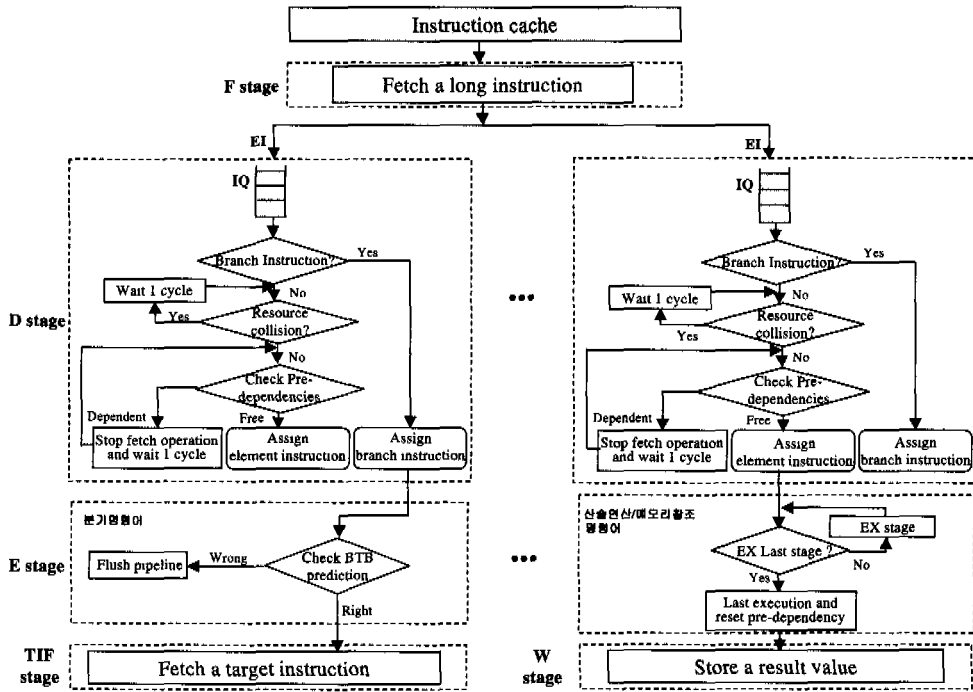 Instruction cache
F stage
Fetch a long instruction
EI
EI
D stage
IQ
Branch Instruction?
Yes
No
Wait 1 cycle
Yes
Resource
collision?
No
Check Pre-
dependencies
Dependent
Free
Stop fetch operation
and wait 1 cycle
Assign
element instruction
Assign
branch instruction
•••
IQ
Branch Instruction?
Yes
No
Wait 1 cycle
Yes
Resource
collision?
No
Check Pre-
dependencies
Dependent
Free
Stop fetch operation
and wait 1 cycle
Assign
element instruction
Assign
branch instruction
E stage
분기명령어
Check BTB
prediction
Wrong
Flush pipeline
Right
•••
산술연산/메모리참조
명령어
EX stage
EX Last stage ?
No
Yes
Last execution and
reset pre-dependency
TIF
stage
Fetch a target instruction
W
stage
Store a result value